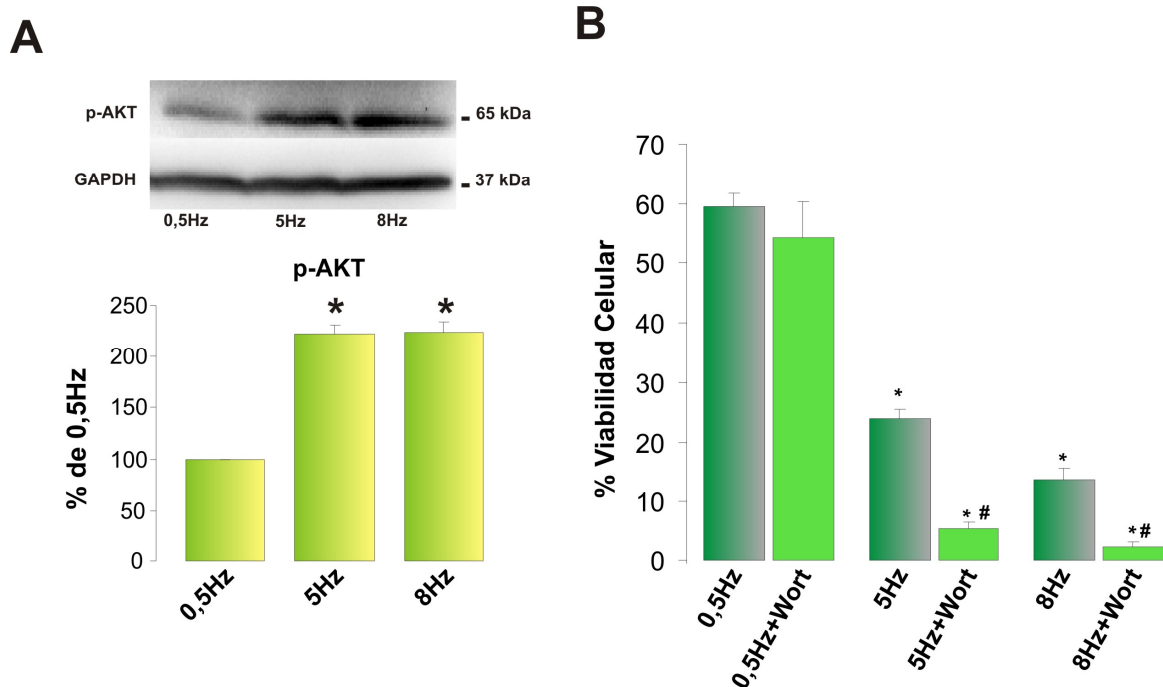 A
p-AKT
65 kDa
GAPDH
37 kDa
0,5Hz 5Hz 8Hz
p-AKT
% de 0,5Hz
250
200
150
100
50
0
* *
0,5Hz 5Hz 8Hz
B
% Viabilidad Celular
70
60
50
40
30
20
10
0
*
* #
*
*#
0,5Hz 0,5Hz+Wort 5Hz 5Hz+Wort 8Hz 8Hz+Wort